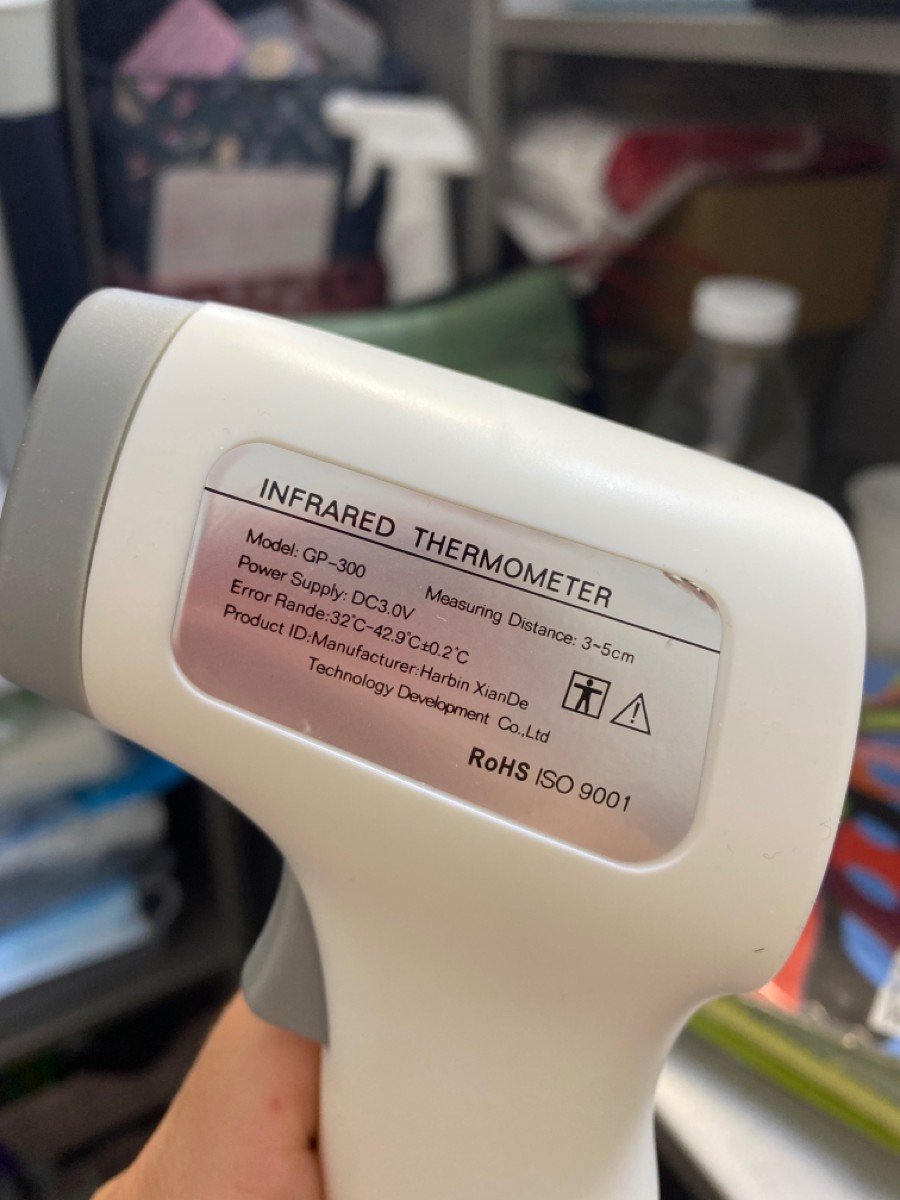 INFRARED THERMOMETER
Model: GP-300
Measuring Distance: 3~5cm
Power Supply: DC3.0V
Error Rande:32℃-42.9℃±0.2℃
Product ID:Manufacturer:Harbin XianDe
Technology Development Co.,Ltd
RoHS ISO 9001